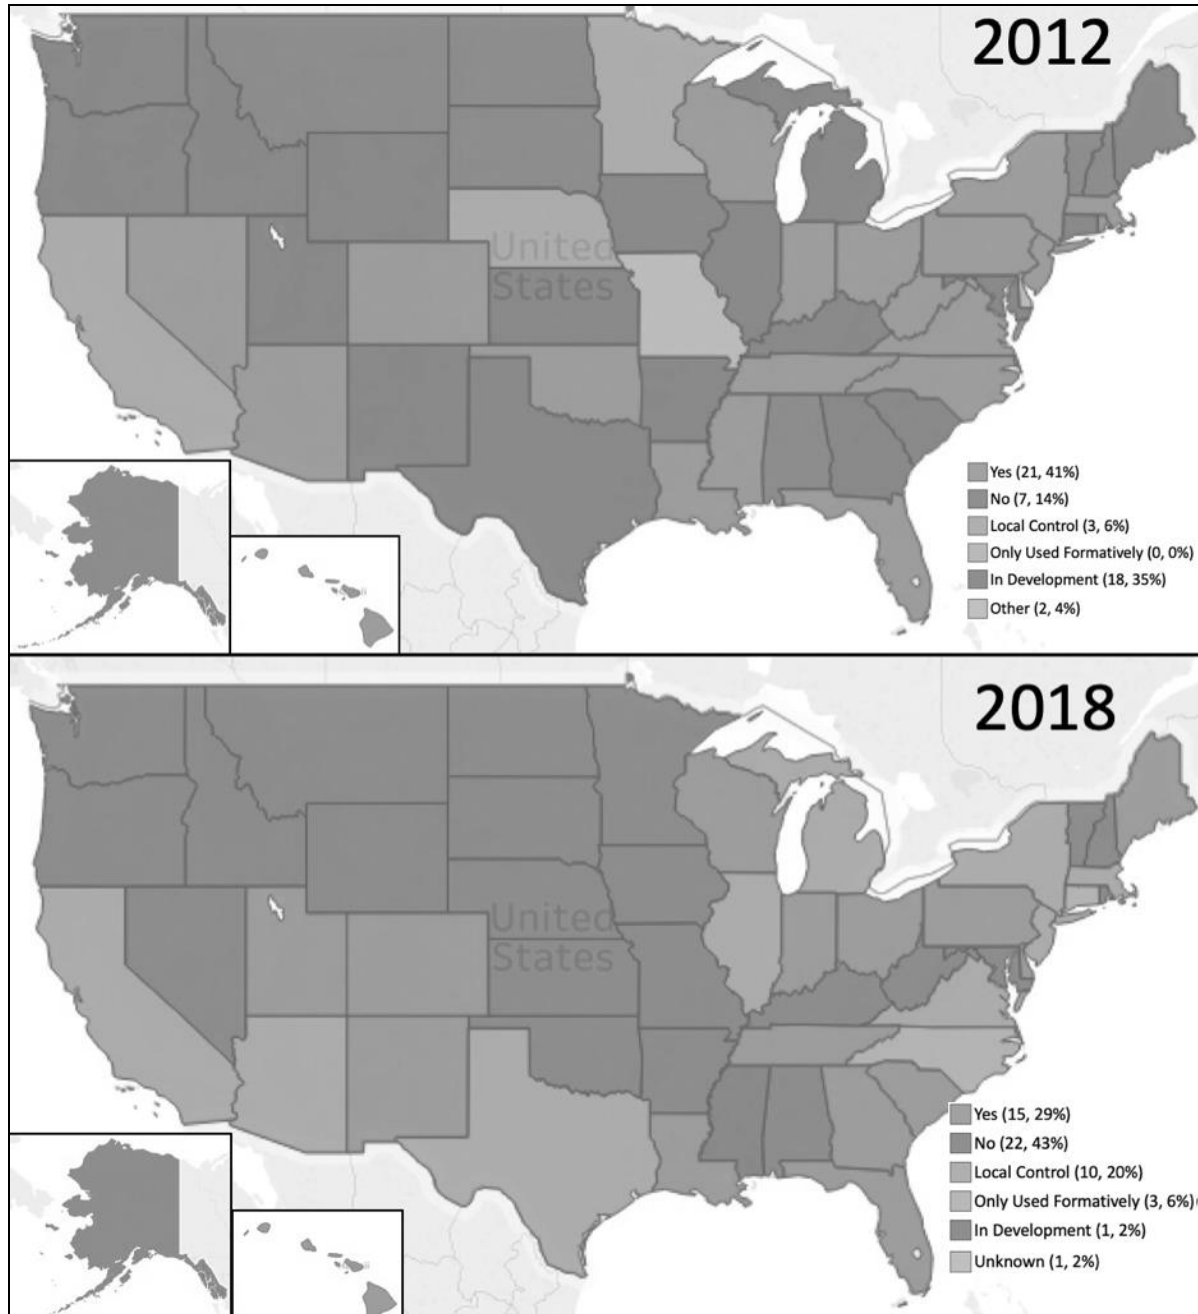 2012
United
States
Yes (21, 41%)
No (7, 14%)
Local Control (3, 6%)
Only Used Formatively (0, 0%)
In Development (18, 35%)
Other (2, 4%)
2018
United
States
Yes (15, 29%)
No (22, 43%)
Local Control (10, 20%)
Only Used Formatively (3, 6%)
In Development (1, 2%)
Unknown (1, 2%)